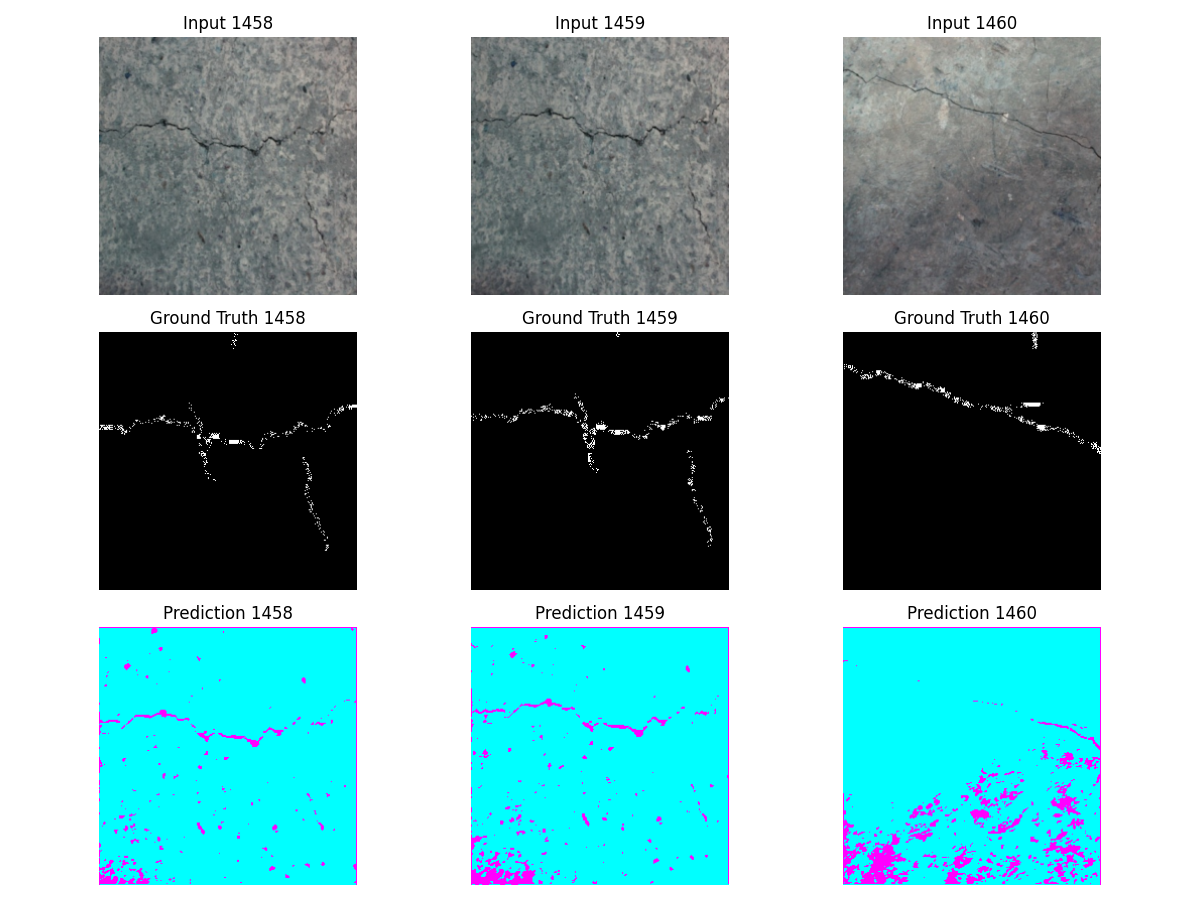 Input 1458
Input 1459
Input 1460
Ground Truth 1458
Ground Truth 1459
Ground Truth 1460
Prediction 1458
Prediction 1459
Prediction 1460